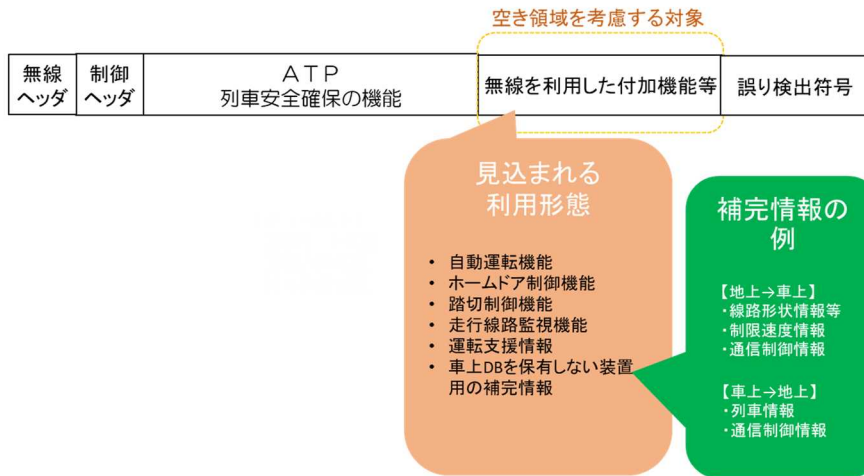 空き領域を考慮する対象
無線
ヘッダ
制御
ヘッダ
ATP
列車安全確保の機能
無線を利用した付加機能等
誤り検出符号
見込まれる
利用形態
• 自動運転機能
• ホームドア制御機能
• 踏切制御機能
• 走行線路監視機能
• 運転支援情報
• 車上DBを保有しない装置
用の補完情報
補完情報の
例
【地上→車上】
・線路形状情報等
・制限速度情報
・通信制御情報
【車上→地上】
・列車情報
・通信制御情報